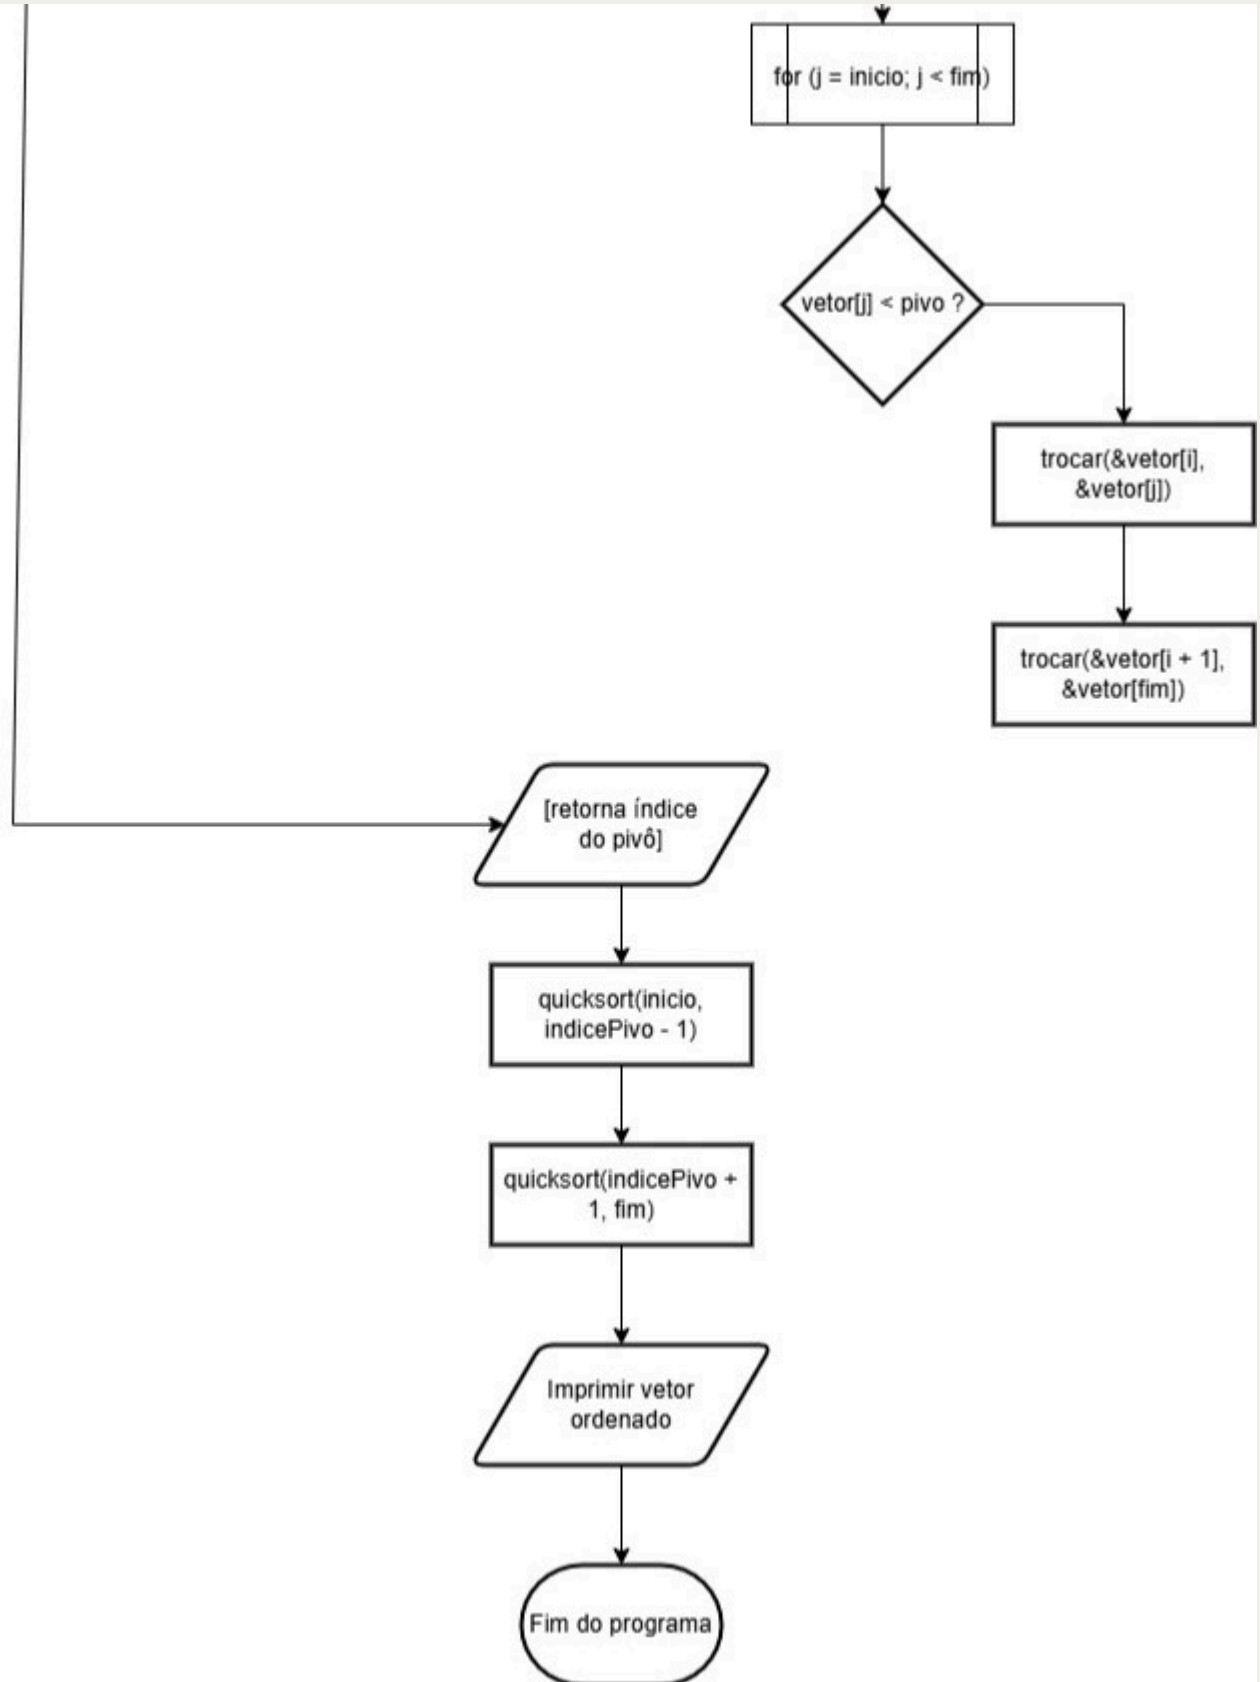 for (j = inicio; j < fim)
vetor[j] < pivo ?
trocar(&vetor[i],
&vetor[j])
trocar(&vetor[i + 1],
&vetor[fim])
[retorna índice
do pivô]
quicksort(inicio,
indicePivo - 1)
quicksort(indicePivo +
1, fim)
Imprimir vetor
ordenado
Fim do programa